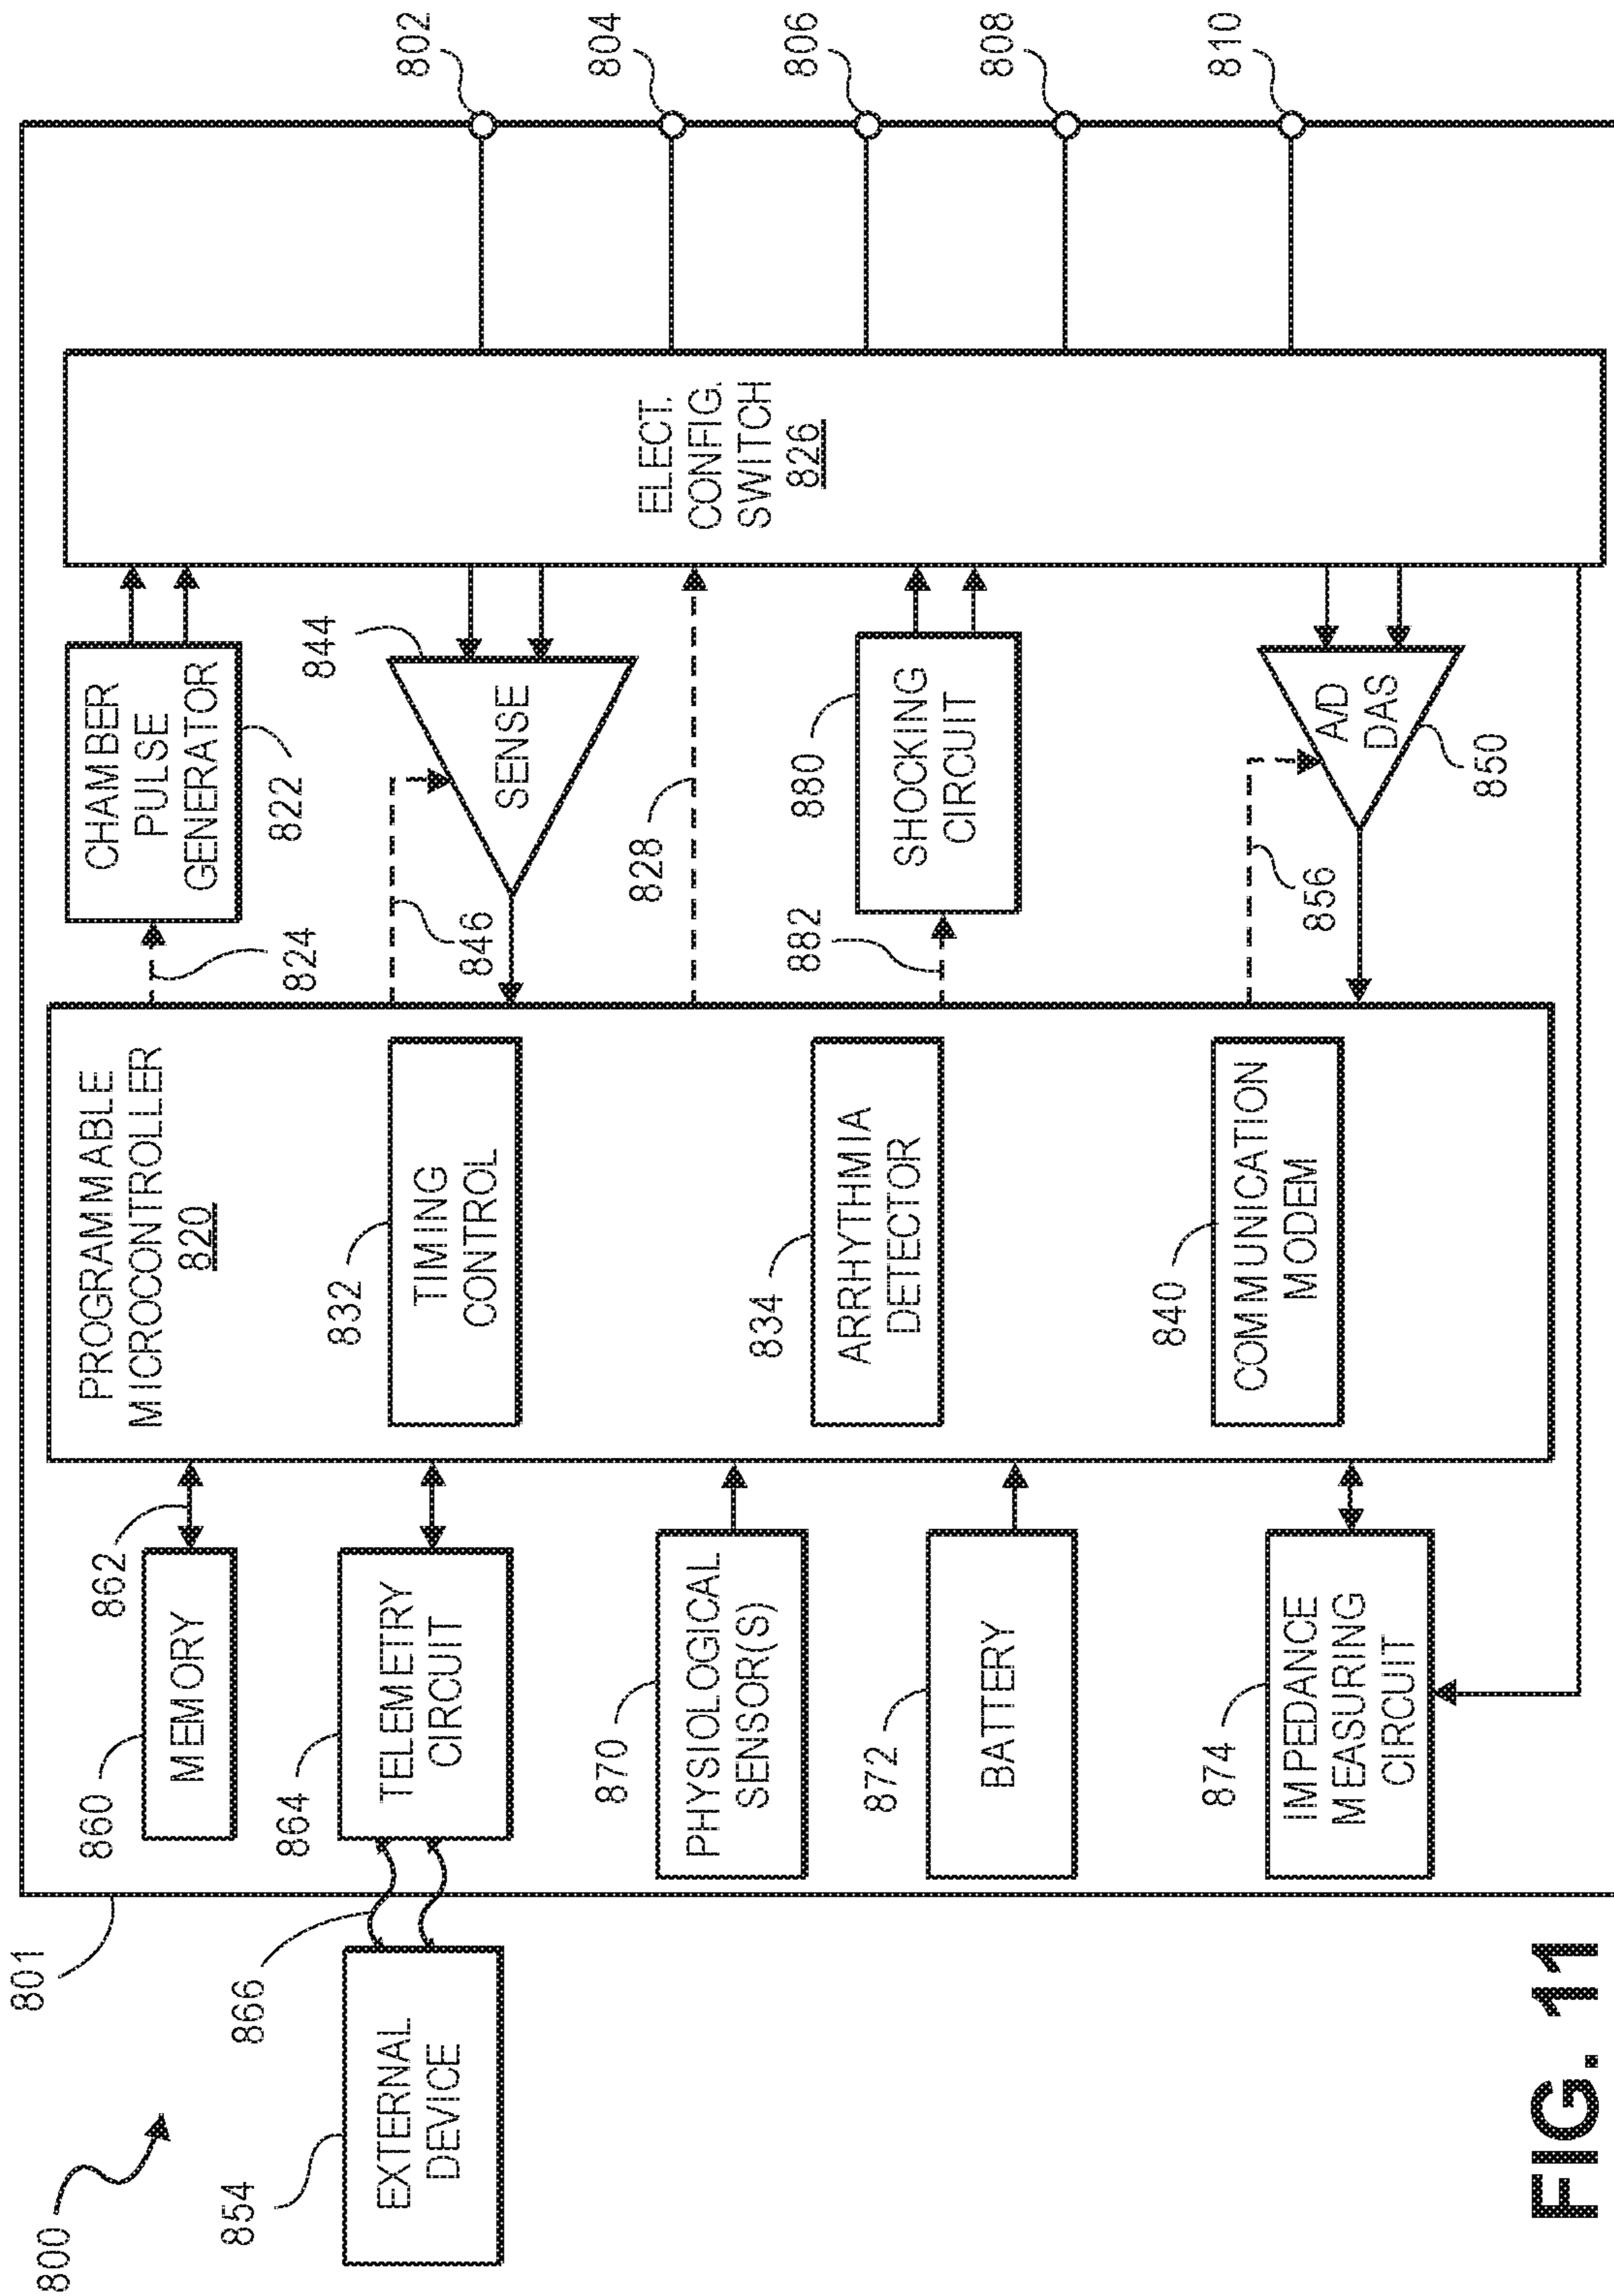 800
801
854
EXTERNAL
DEVICE
866
860
MEMORY
862
864
TELEMETRY
CIRCUIT
870
PHYSIOLOGICAL
SENSOR(S)
872
BATTERY
874
IMPEDANCE
MEASURING
CIRCUIT
PROGRAMMABLE
MICROCONTROLLER
820
832
TIMING
CONTROL
834
ARRHYTHMIA
DETECTOR
840
COMMUNICATION
MODEM
824
CHAMBER
PULSE
GENERATOR
822
844
SENSE
846
828
880
SHOCKING
CIRCUIT
882
A/D
DAS
850
856
ELECT.
CONFIG.
SWITCH
826
802
804
806
808
810
FIG. 11